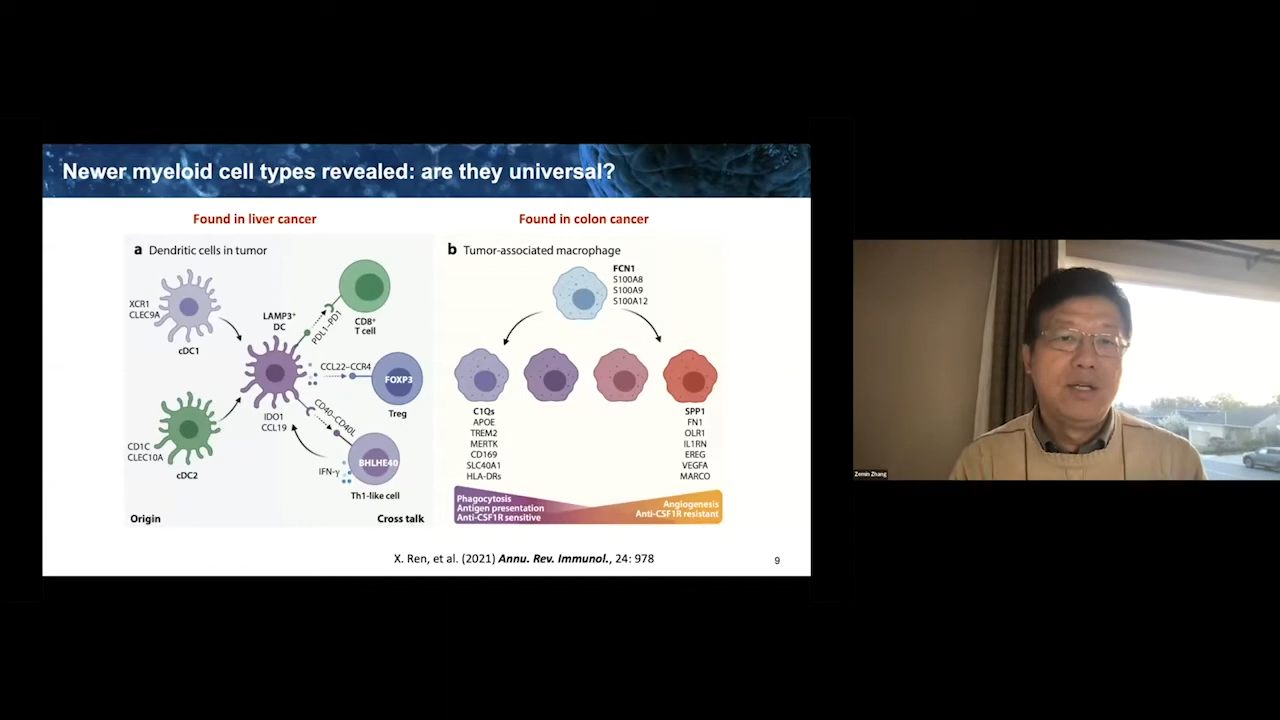 Newer myeloid cell types revealed: are they universal?
Found in liver cancer
Found in colon cancer
a Dendritic cells in tumor
XCR1
CLEC9A
cDC1
CD1C
CLEC10A
cDC2
LAMP3⁺
DC
IDO1
CCL19
PDL1–PD1
CD8⁺
T cell
CCL22–CCR4
FOXP3
Treg
CD40–CD40L
BHLHE40
IFN-γ
Th1-like cell
Origin
Cross talk
b Tumor-associated macrophage
FCN1
S100A8
S100A9
S100A12
C1Qs
APOE
TREM2
MERTK
CD169
SLC40A1
HLA-DRs
SPP1
FN1
OLR1
IL1RN
EREG
VEGFA
MARCO
Phagocytosis
Antigen presentation
Anti-CSF1R sensitive
Angiogenesis
Anti-CSF1R resistant
X. Ren, et al. (2021) Annu. Rev. Immunol., 24: 978
9
Zemin Zhang